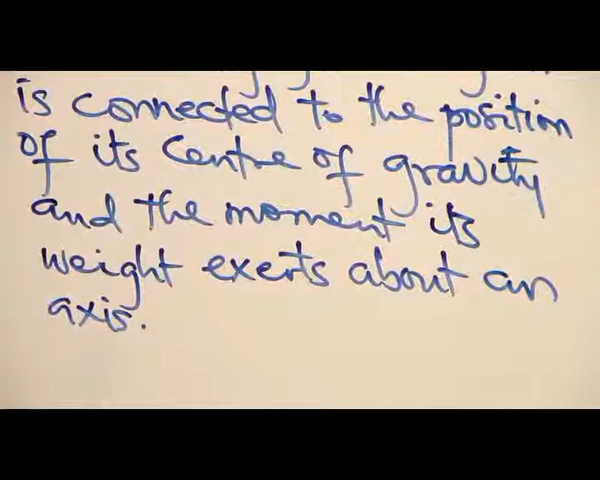 is connected to the position
of its centre of gravity
and the moment its
weight exerts about an
axis.